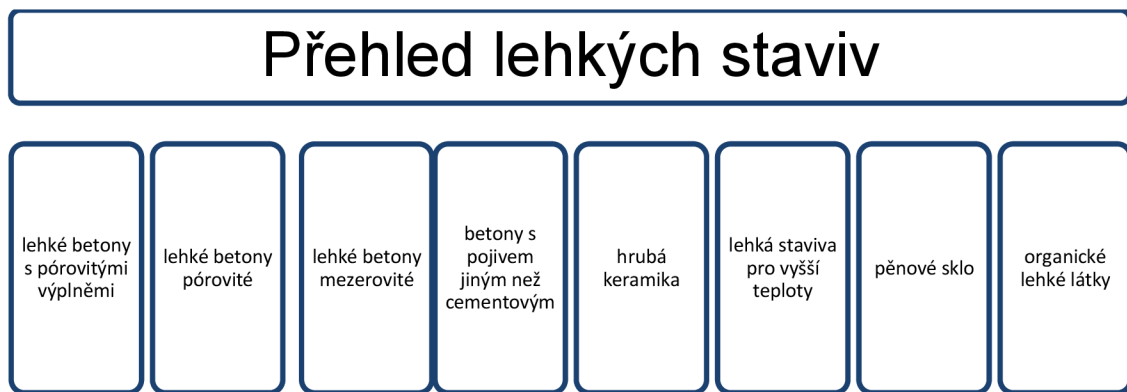 Přehled lehkých staviv
lehké betony
s pórovitými
výplněmi
lehké betony
pórovité
lehké betony
mezerovité
betony s
pojivem
jiným než
cementovým
hrubá
keramika
lehká staviva
pro vyšší
teploty
pěnové sklo
organické
lehké látky